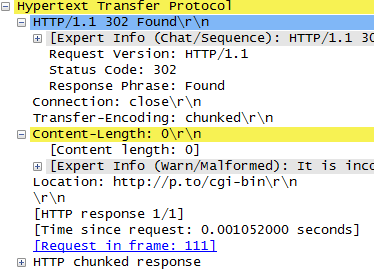 Hypertext Transfer Protocol
HTTP/1.1 302 Found\r\n
[Expert Info (Chat/Sequence): HTTP/1.1 30
Request Version: HTTP/1.1
Status Code: 302
Response Phrase: Found
Connection: close\r\n
Transfer-Encoding: chunked\r\n
Content-Length: 0\r\n
[Content length: 0]
[Expert Info (Warn/Malformed): It is inco
Location: http://p.to/cgi-bin\r\n
\r\n
[HTTP response 1/1]
[Time since request: 0.001052000 seconds]
[Request in frame: 111]
HTTP chunked response